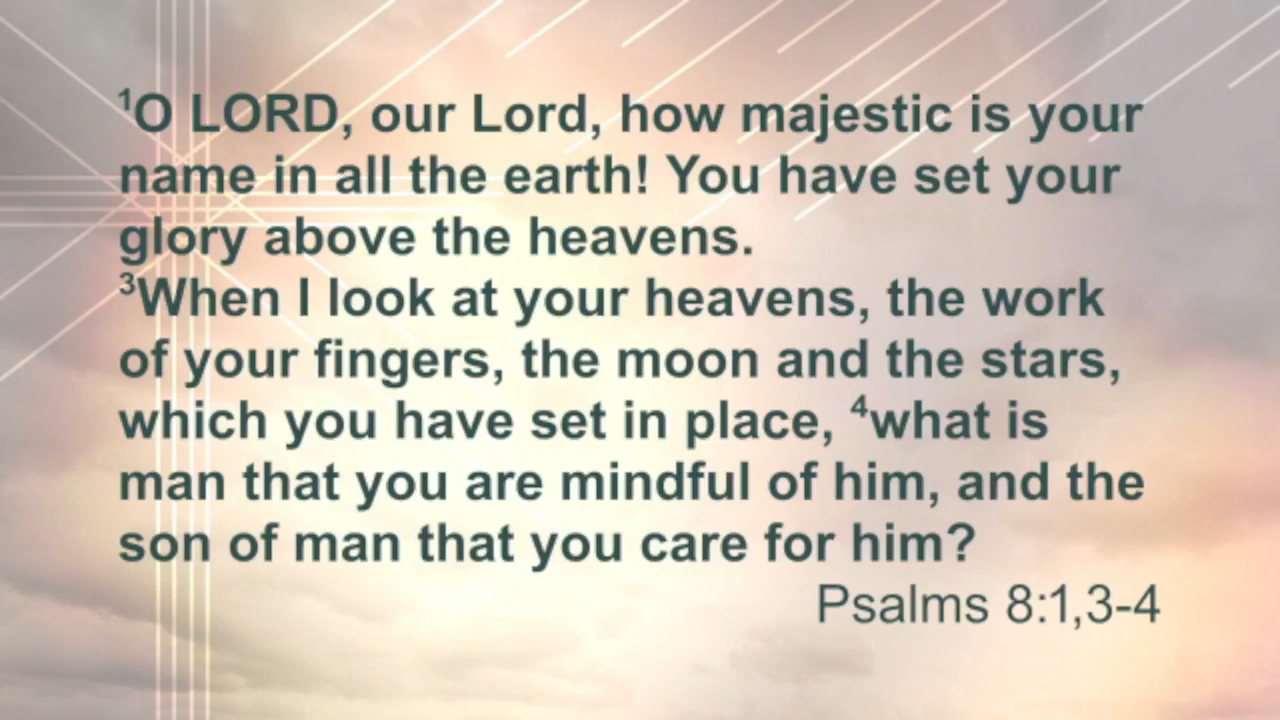 ¹O LORD, our Lord, how majestic is your
name in all the earth! You have set your
glory above the heavens.
³When I look at your heavens, the work
of your fingers, the moon and the stars,
which you have set in place, ⁴what is
man that you are mindful of him, and the
son of man that you care for him?
Psalms 8:1,3-4